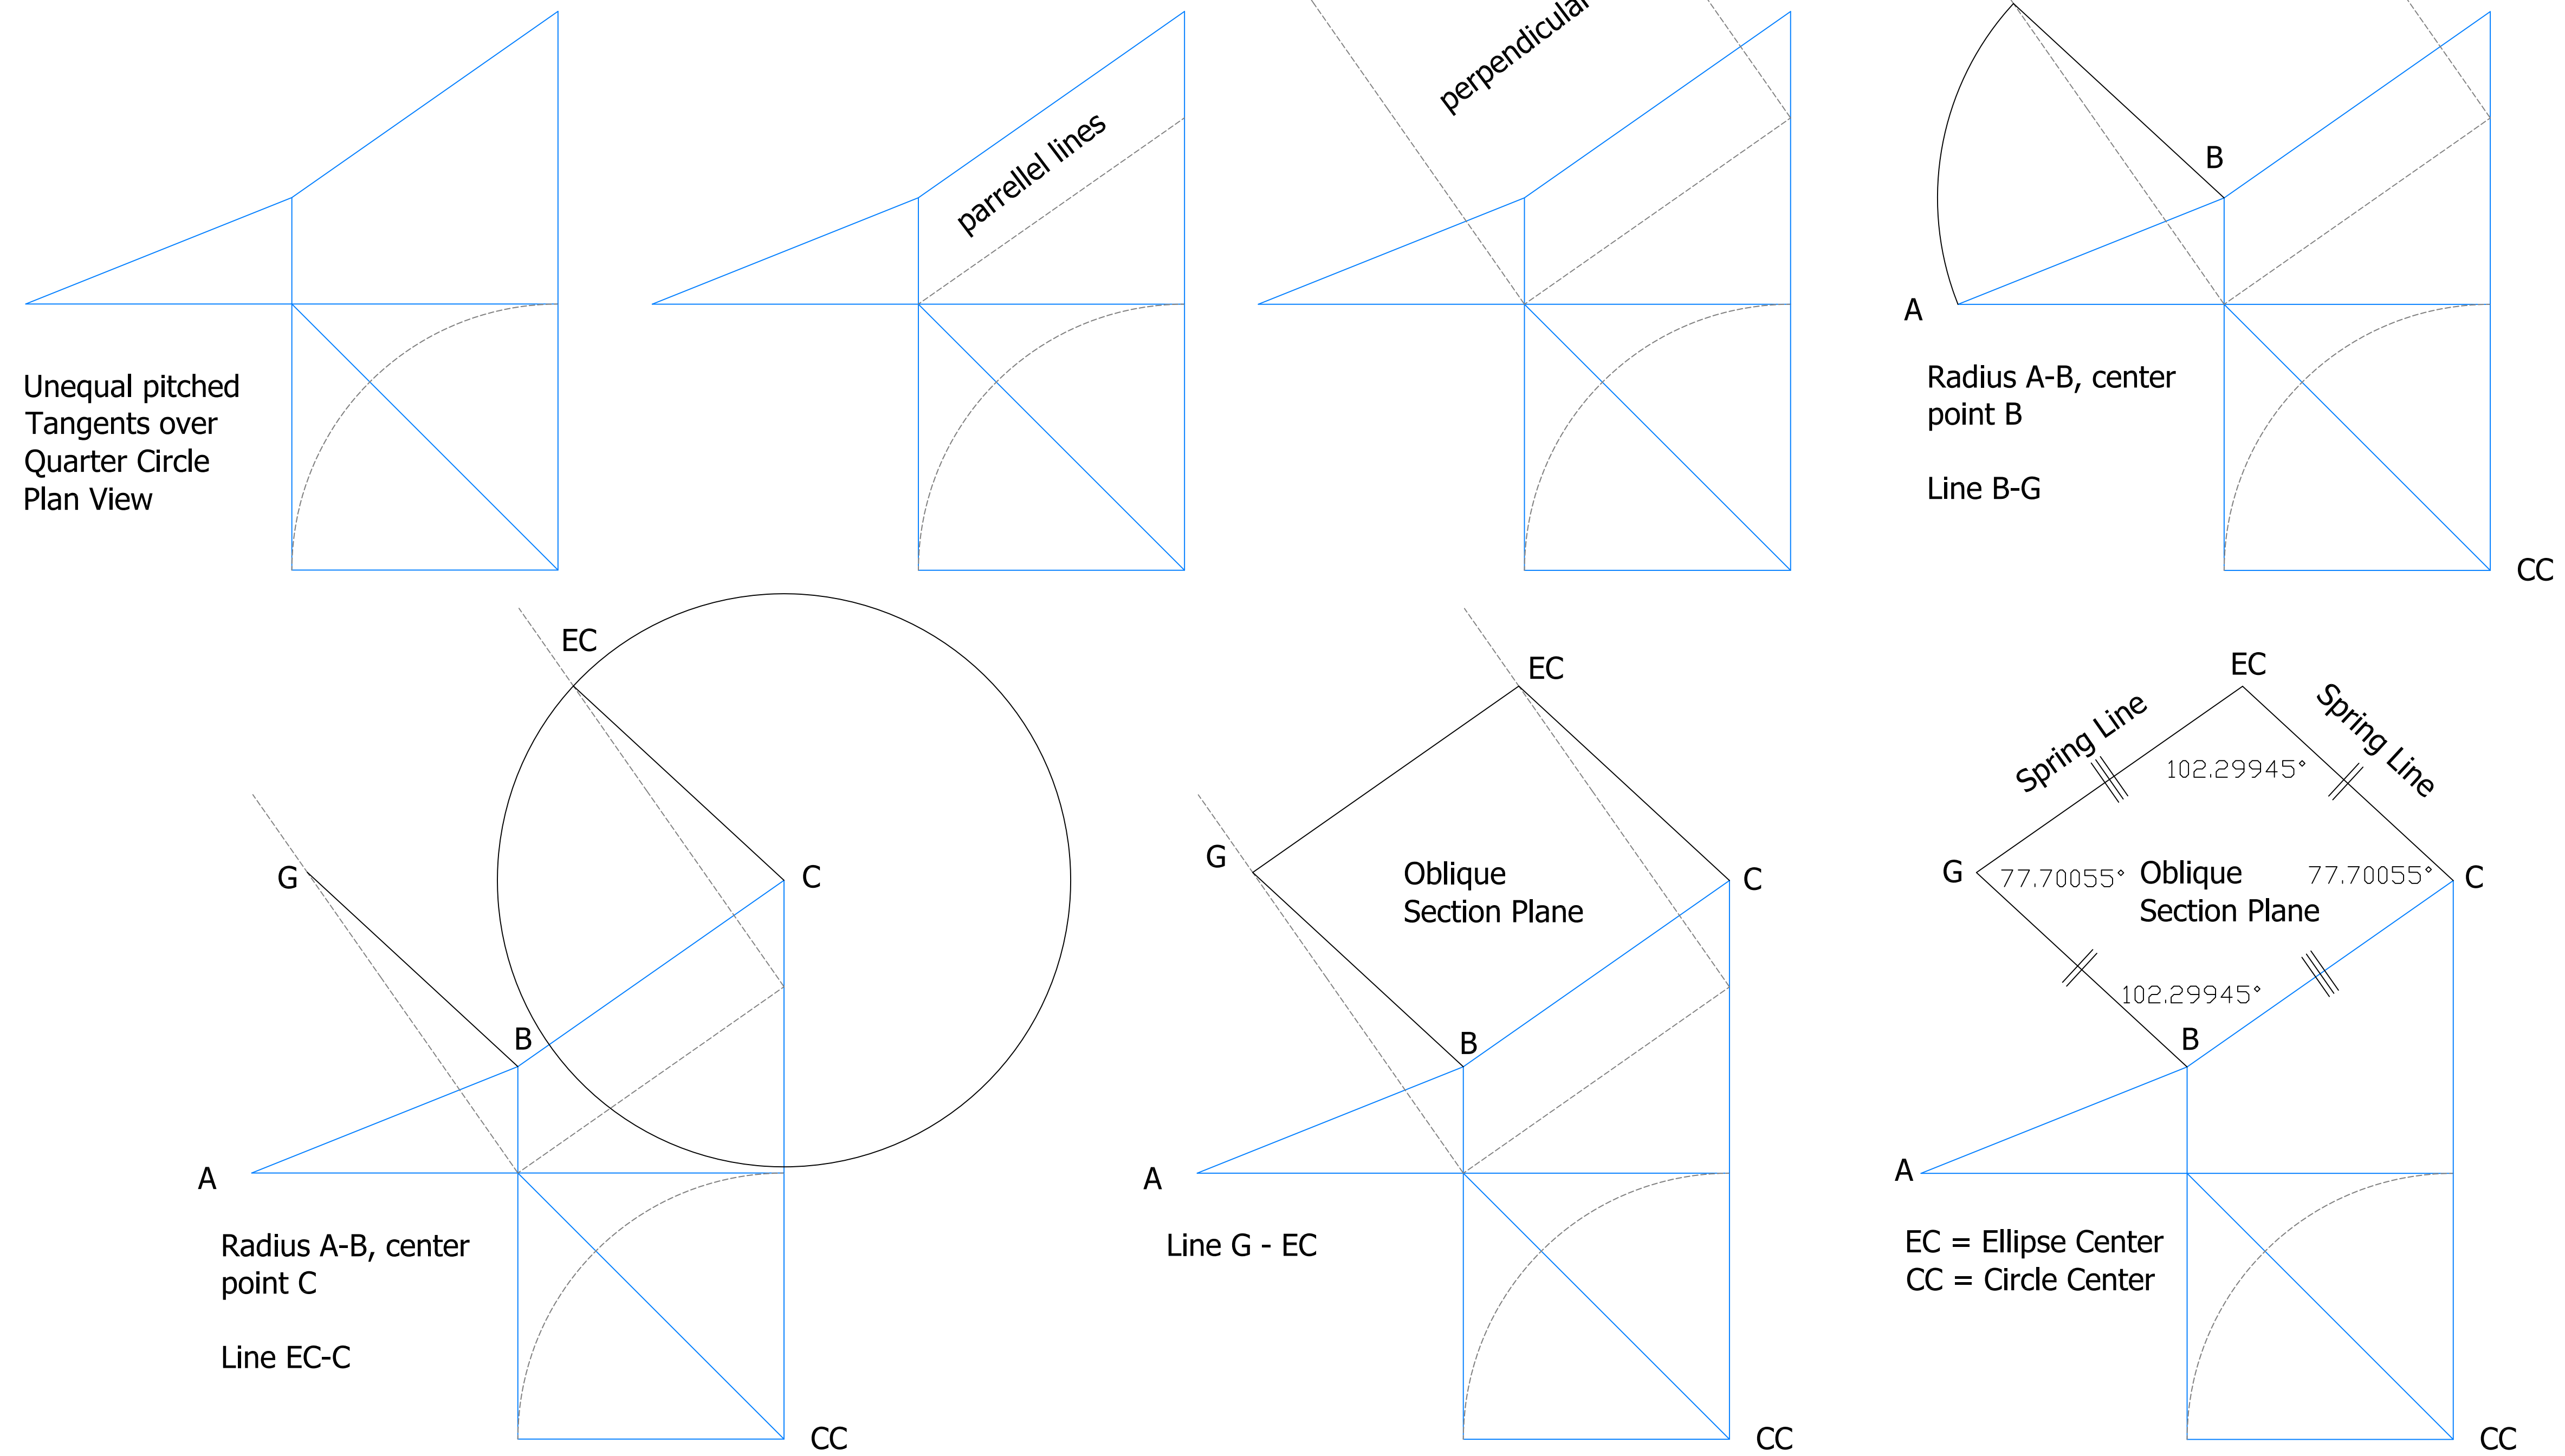 parrellel lines
perpendicular
B
A
Unequal pitched
Tangents over
Quarter Circle
Plan View
Radius A-B, center
point B
Line B-G
CC
EC
G
C
B
A
Radius A-B, center
point C
Line EC-C
CC
EC
G
Oblique
Section Plane
C
B
A
Line G - EC
CC
EC
Spring Line
Spring Line
102.29945°
G
77.70055°
Oblique
Section Plane
77.70055°
C
102.29945°
B
A
EC = Ellipse Center
CC = Circle Center
CC